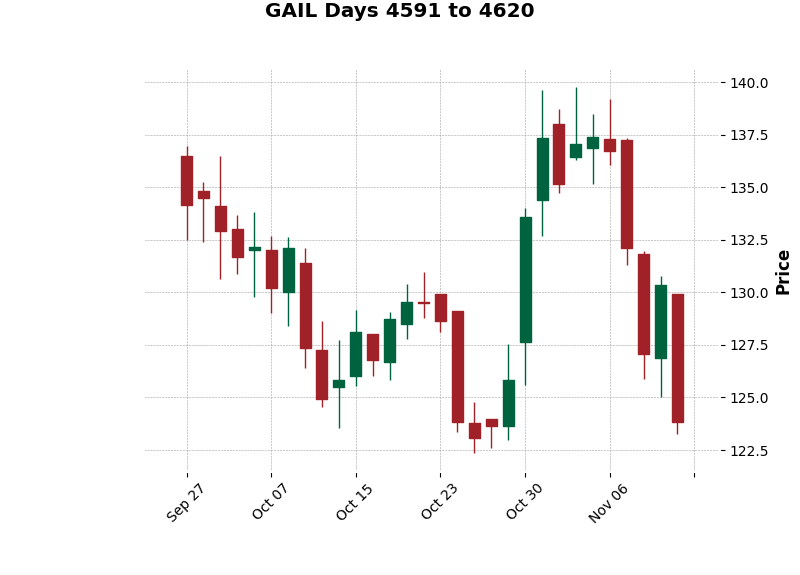 GAIL Days 4591 to 4620
140.0
137.5
135.0
132.5
130.0
127.5
125.0
122.5
Price
Sep 27
Oct 07
Oct 15
Oct 23
Oct 30
Nov 06